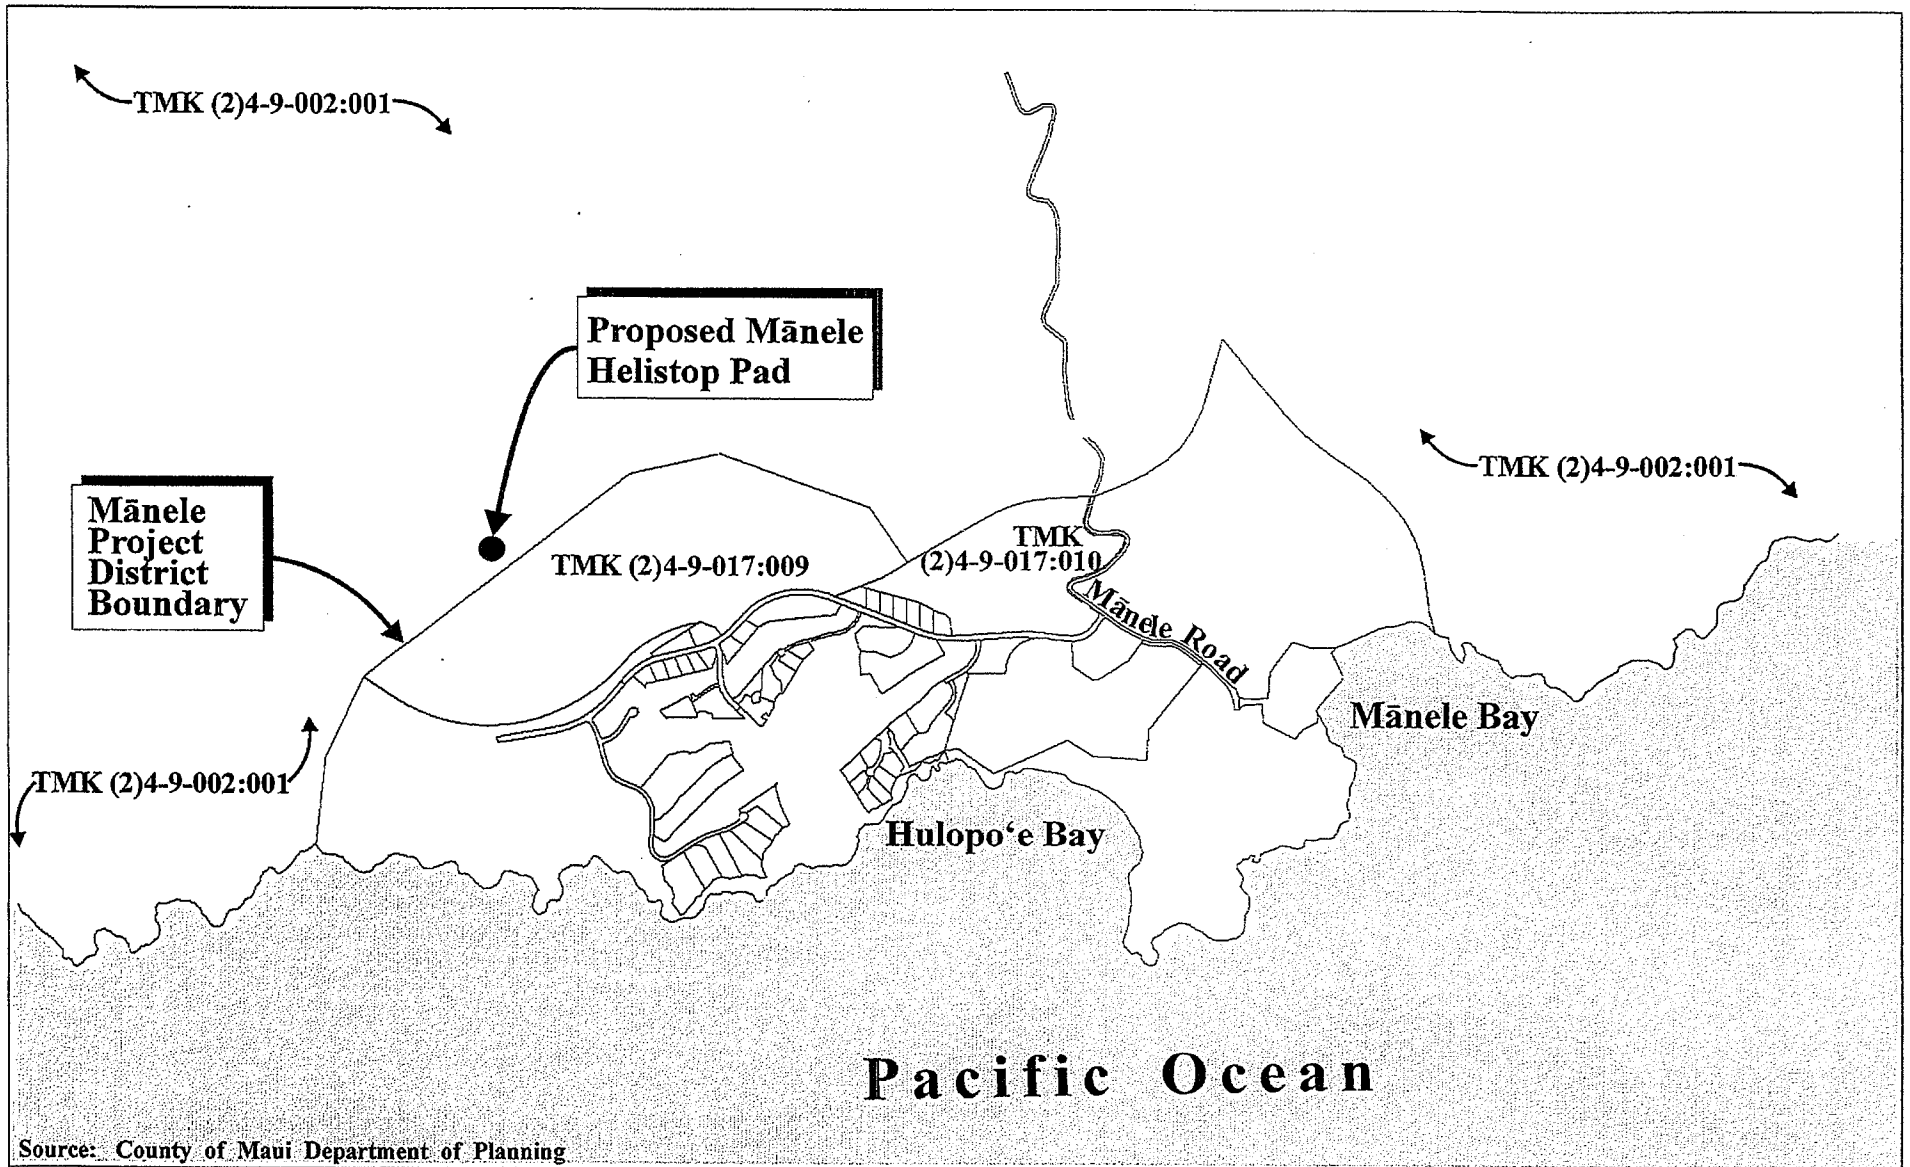 TMK (2)4-9-002:001
Proposed Mānele
Helistop Pad
TMK (2)4-9-002:001
Mānele
Project
District
Boundary
TMK (2)4-9-017:009
TMK
(2)4-9-017:010
Mānele Road
Mānele Bay
TMK (2)4-9-002:001
Hulopo‘e Bay
Pacific Ocean
Source: County of Maui Department of Planning